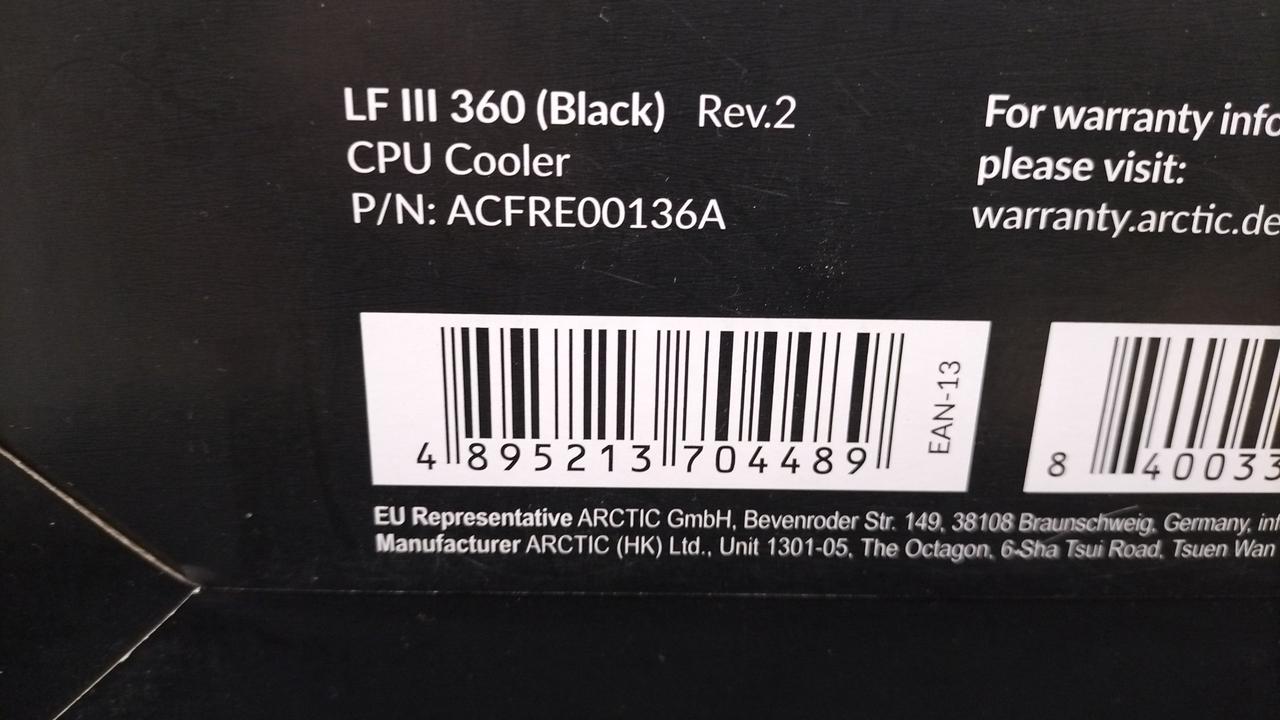 LF III 360 (Black) Rev.2
CPU Cooler
P/N: ACFRE00136A
For warranty info
please visit:
warranty.arctic.de
4 895213 704489
EAN-13
8 40033
EU Representative ARCTIC GmbH, Bevenroder Str. 149, 38108 Braunschweig, Germany,
Manufacturer ARCTIC (HK) Ltd., Unit 1301-05, The Octagon, 6-Sha Tsui Road, Tsuen Wan